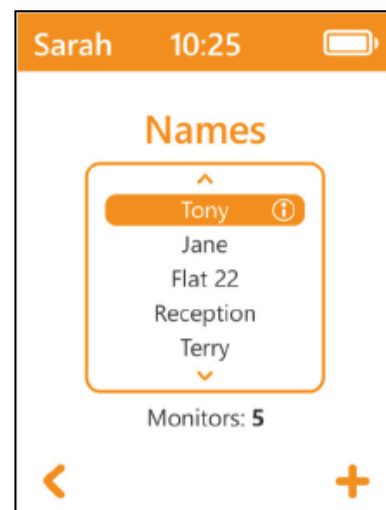 Sarah 10:25
Names
Tony
Jane
Flat 22
Reception
Terry
Monitors: 5